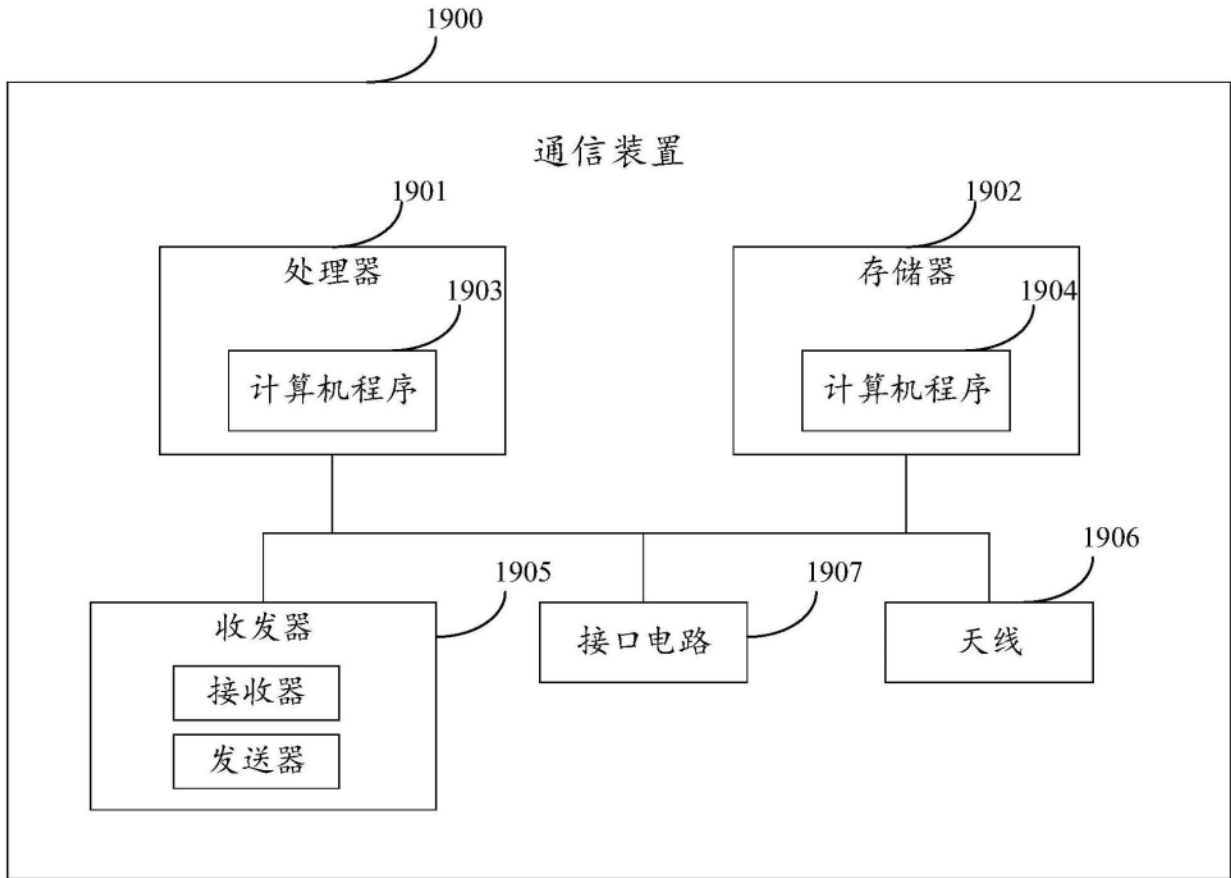 1900
通信装置
1901
1902
处理器
存储器
1903
1904
计算机程序
计算机程序
1905
1907
1906
收发器
接口电路
天线
接收器
发送器